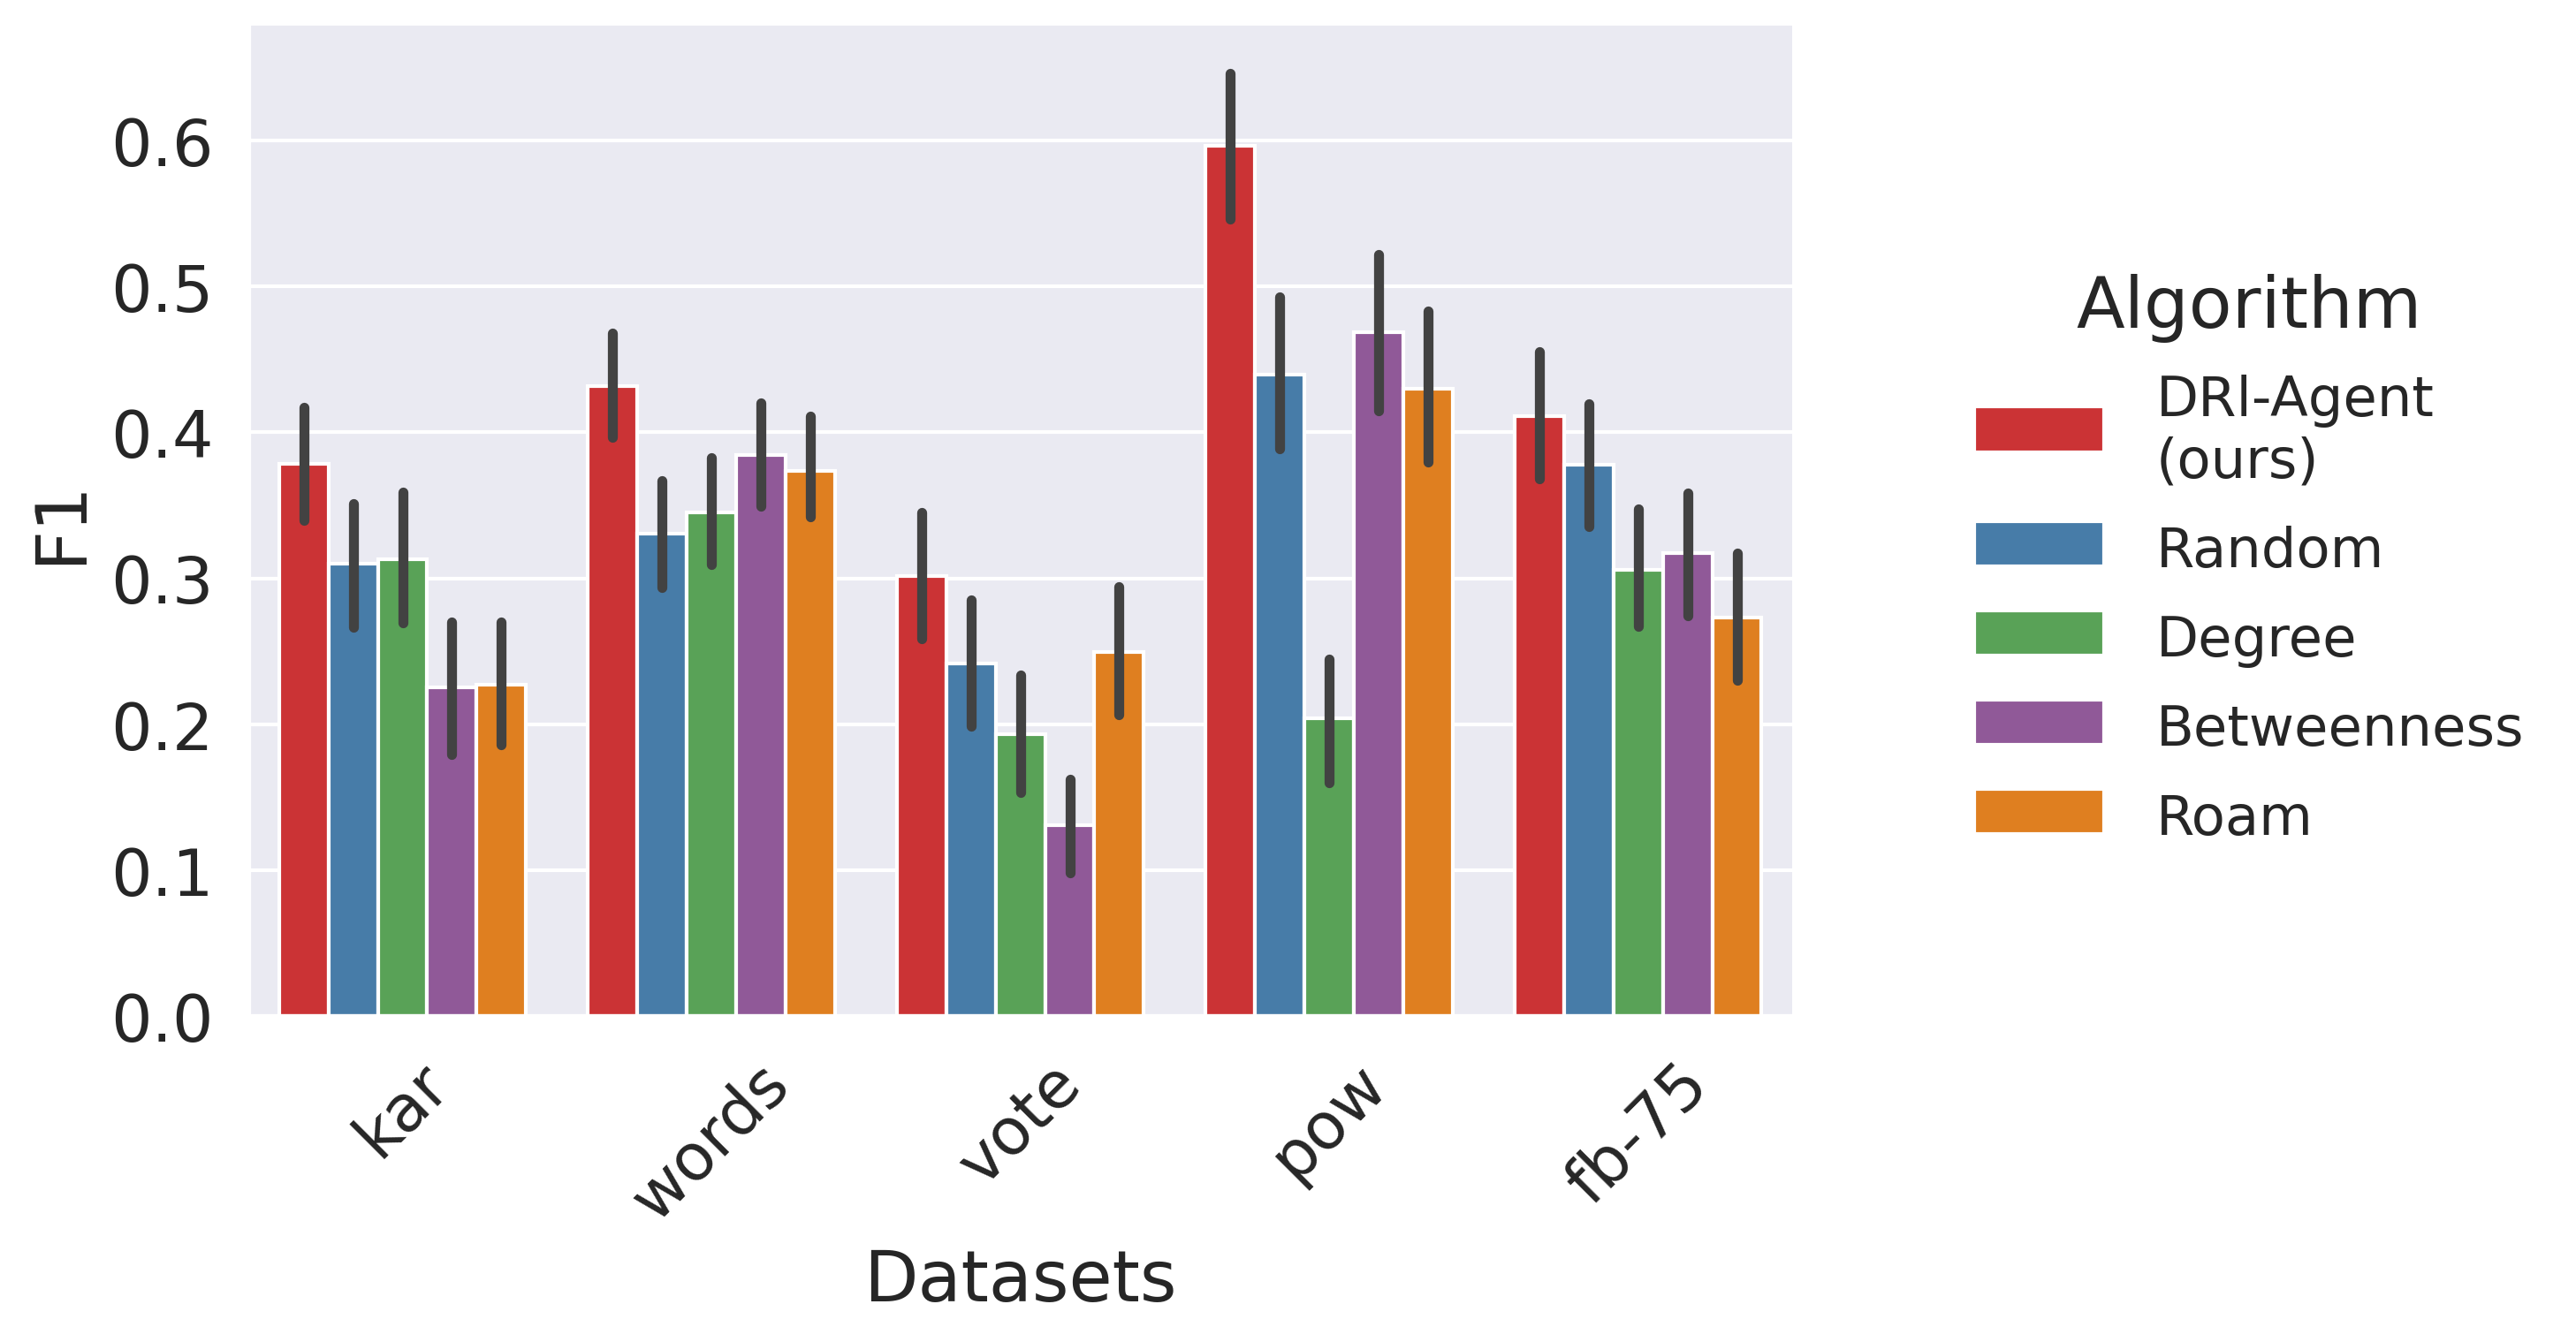 F1
0.6
0.5
0.4
0.3
0.2
0.1
0.0
kar
words
vote
pow
fb-75
Datasets
Algorithm
DRl-Agent
(ours)
Random
Degree
Betweenness
Roam